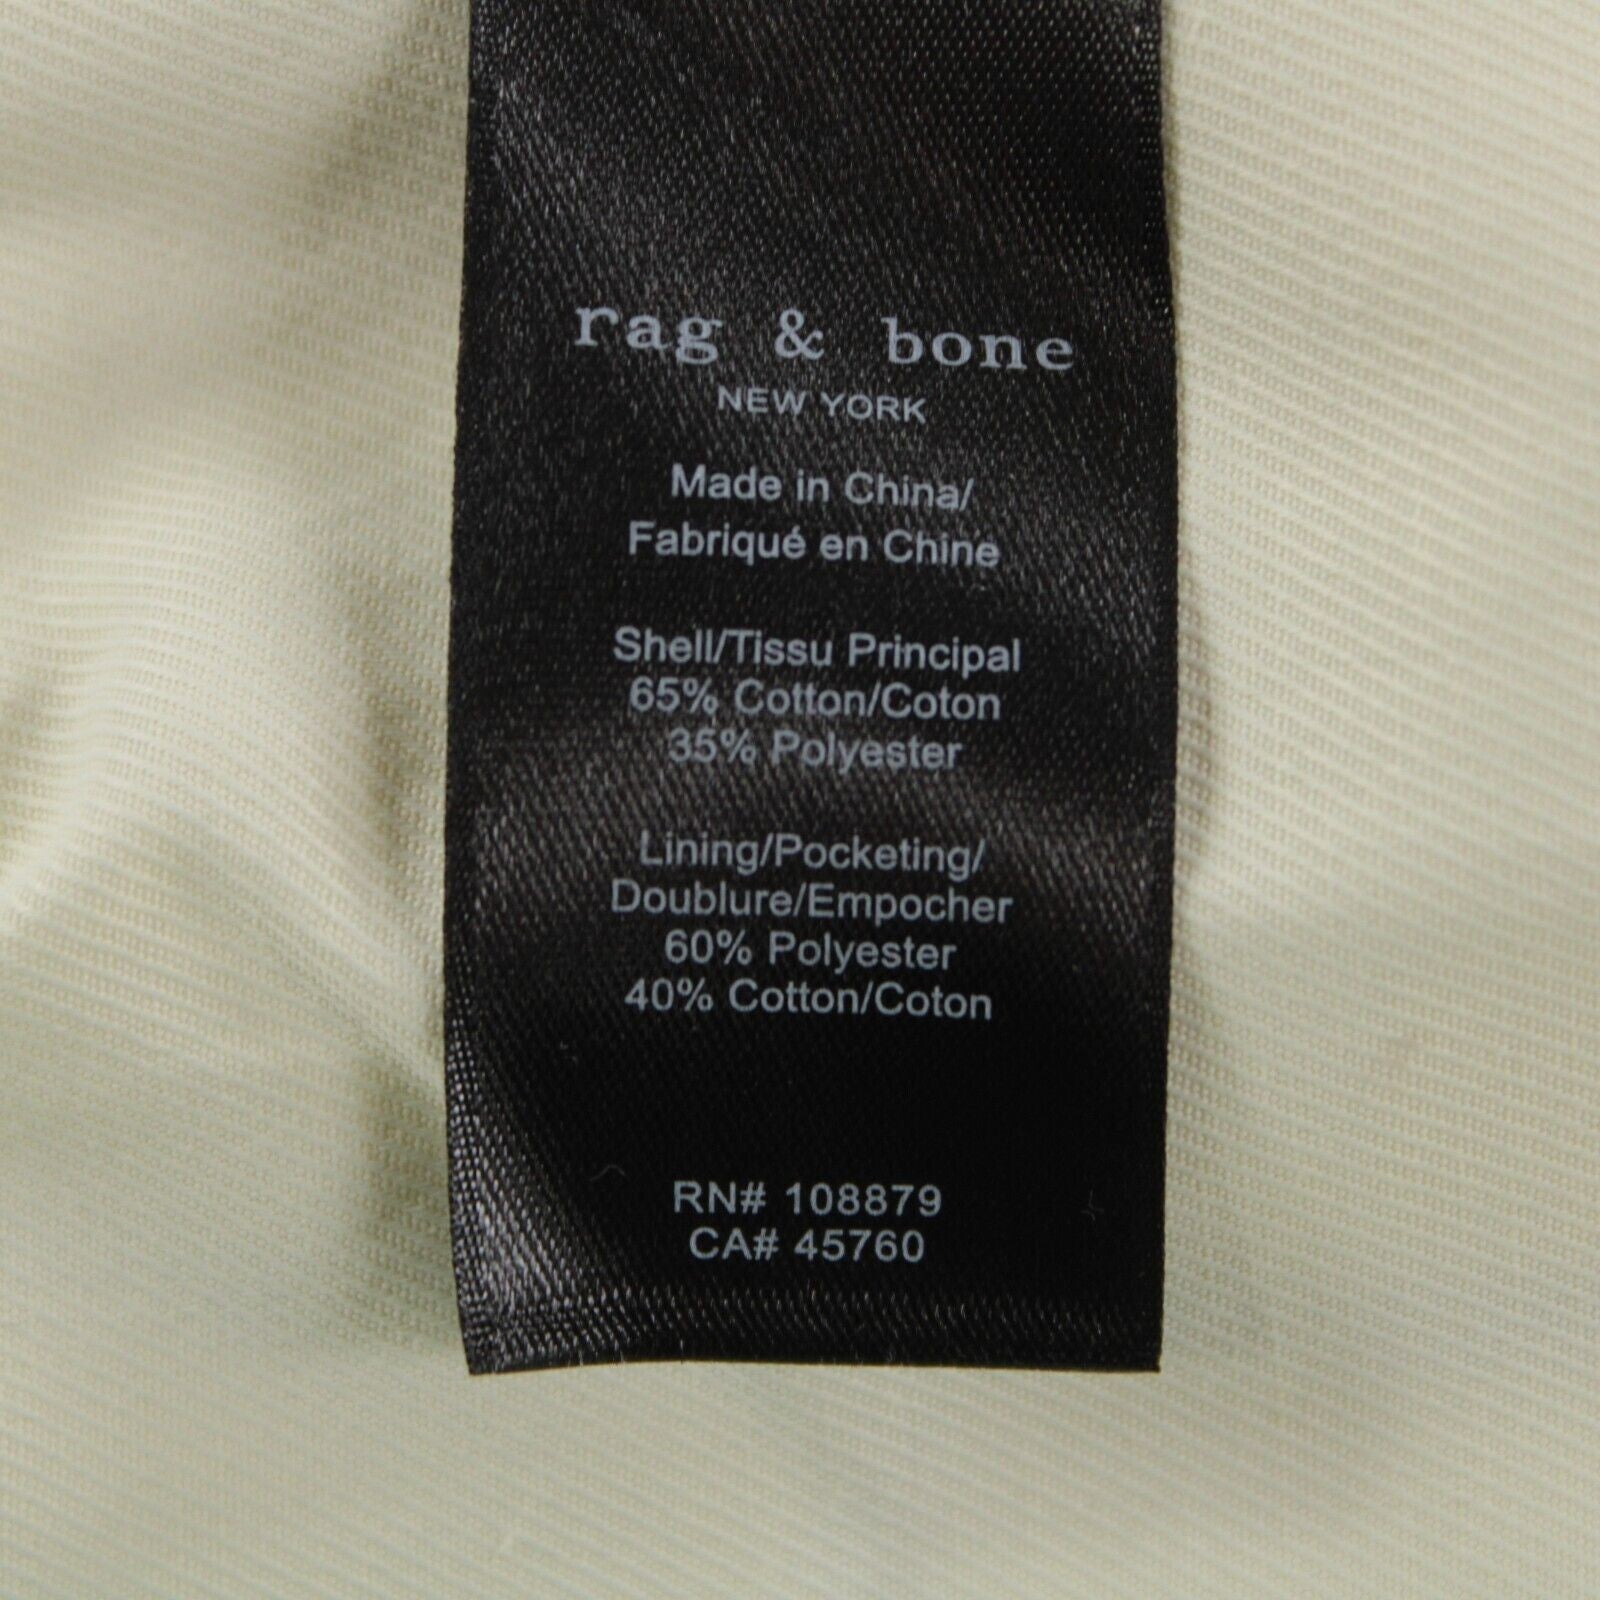 rag & bone
NEW YORK
Made in China/
Fabriqué en Chine
Shell/Tissu Principal
65% Cotton/Coton
35% Polyester
Lining/Pocketing/
Doublure/Empocher
60% Polyester
40% Cotton/Coton
RN# 108879
CA# 45760